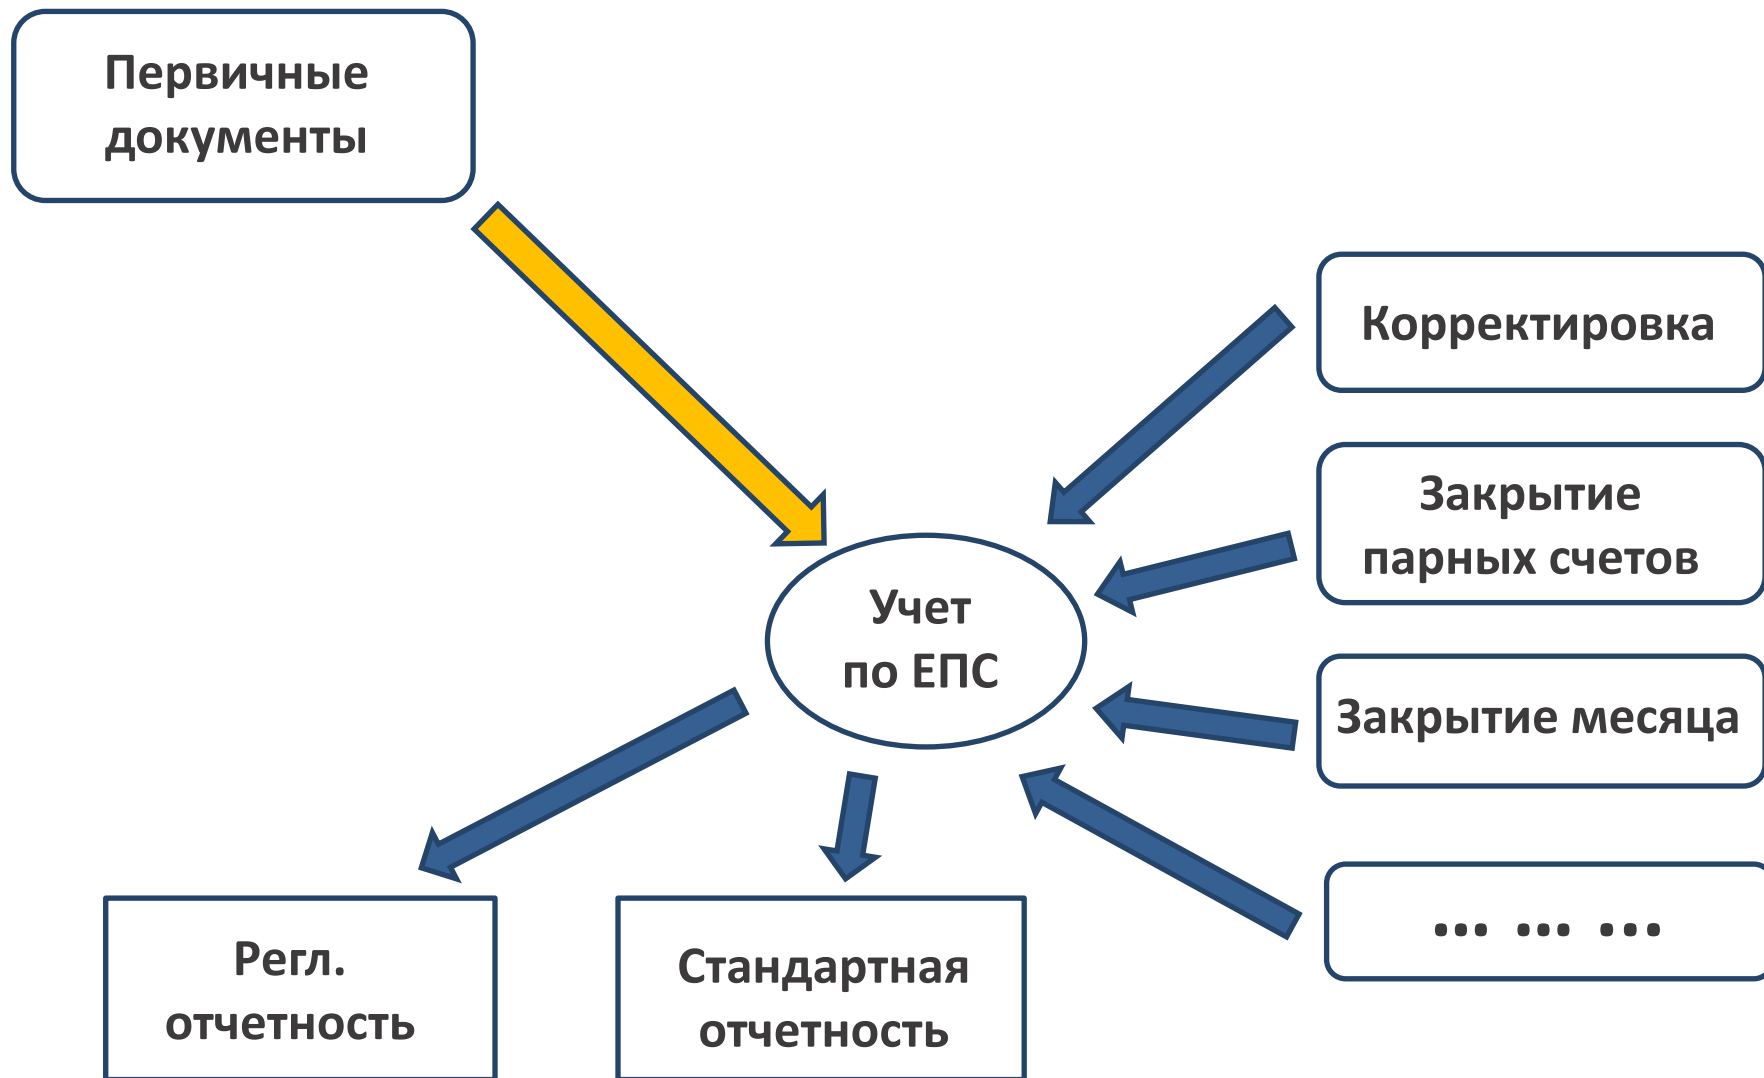 Первичные
документы
Корректировка
Закрытие
парных счетов
Учет
по ЕПС
Закрытие месяца
... ... ...
Регл.
отчетность
Стандартная
отчетность